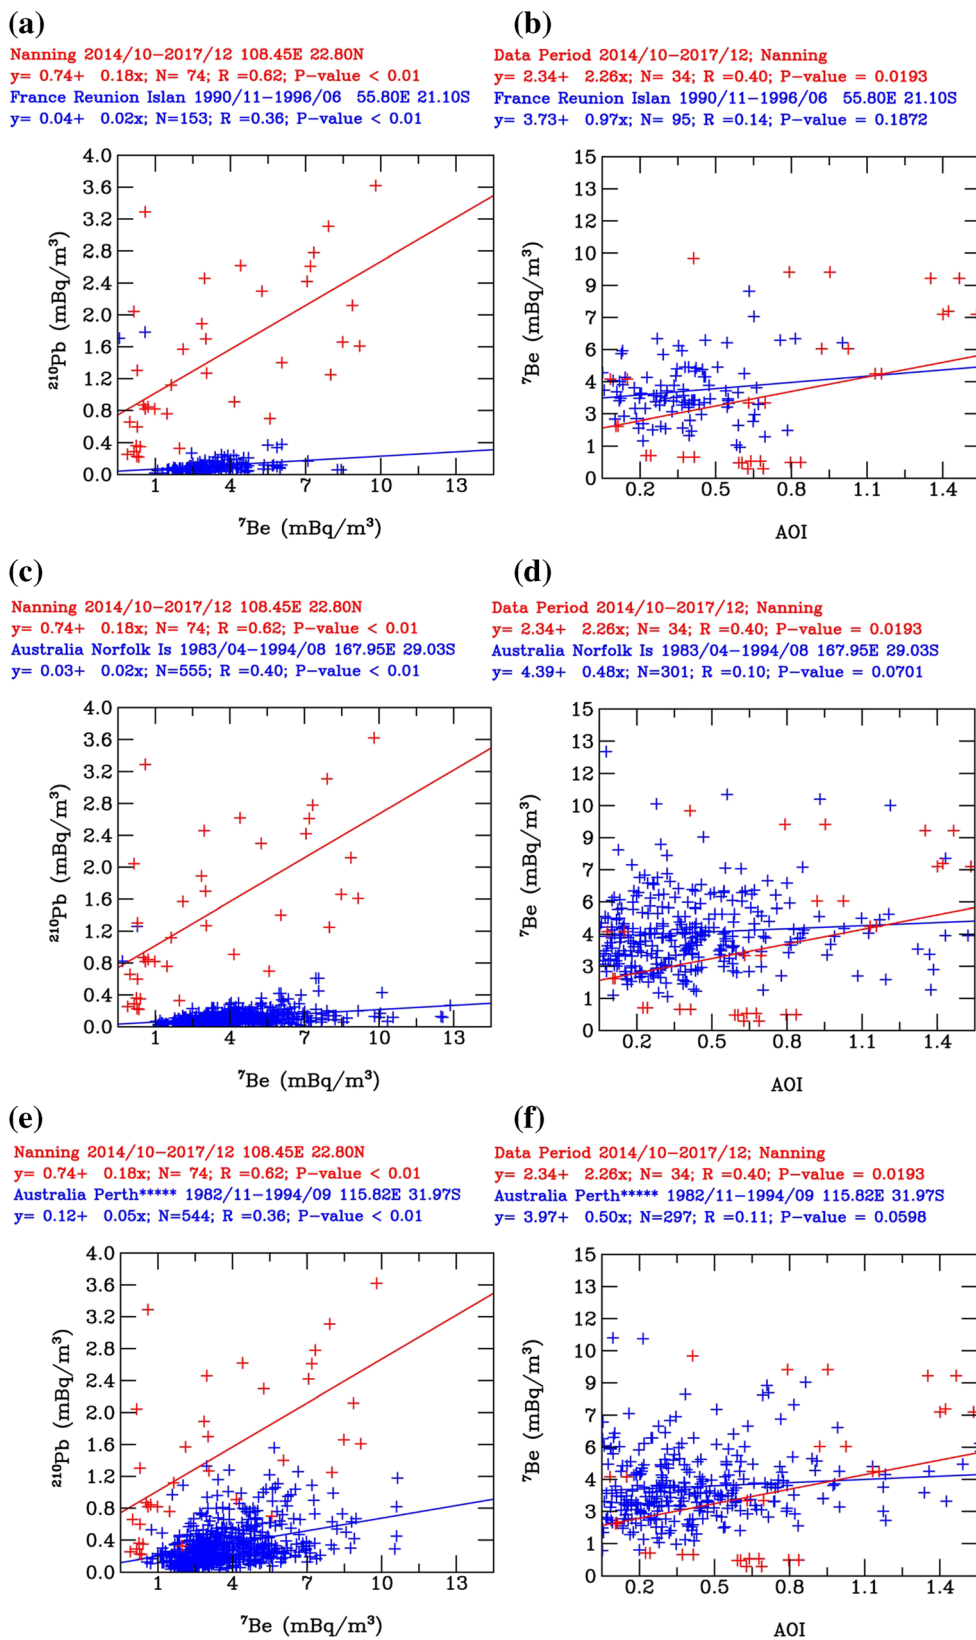 (a)
Nanning 2014/10-2017/12 108.45E 22.80N
y= 0.74+ 0.18x; N= 74; R =0.62; P-value < 0.01
France Reunion Islan 1990/11-1996/06 55.80E 21.10S
y= 0.04+ 0.02x; N=153; R =0.36; P-value < 0.01
4.0
3.6
3.2
2.8
2.4
2.0
1.6
1.2
0.8
0.4
0.0
²¹⁰Pb (mBq/m³)
1 4 7 10 13
⁷Be (mBq/m³)
(b)
Data Period 2014/10-2017/12; Nanning
y= 2.34+ 2.26x; N= 34; R =0.40; P-value = 0.0193
France Reunion Islan 1990/11-1996/06 55.80E 21.10S
y= 3.73+ 0.97x; N= 95; R =0.14; P-value = 0.1872
15
13
12
10
9
7
6
4
3
1
0
⁷Be (mBq/m³)
0.2 0.5 0.8 1.1 1.4
AOI
(c)
Nanning 2014/10-2017/12 108.45E 22.80N
y= 0.74+ 0.18x; N= 74; R =0.62; P-value < 0.01
Australia Norfolk Is 1983/04-1994/08 167.95E 29.03S
y= 0.03+ 0.02x; N=555; R =0.40; P-value < 0.01
4.0
3.6
3.2
2.8
2.4
2.0
1.6
1.2
0.8
0.4
0.0
²¹⁰Pb (mBq/m³)
1 4 7 10 13
⁷Be (mBq/m³)
(d)
Data Period 2014/10-2017/12; Nanning
y= 2.34+ 2.26x; N= 34; R =0.40; P-value = 0.0193
Australia Norfolk Is 1983/04-1994/08 167.95E 29.03S
y= 4.39+ 0.48x; N=301; R =0.10; P-value = 0.0701
15
13
12
10
9
7
6
4
3
1
0
⁷Be (mBq/m³)
0.2 0.5 0.8 1.1 1.4
AOI
(e)
Nanning 2014/10-2017/12 108.45E 22.80N
y= 0.74+ 0.18x; N= 74; R =0.62; P-value < 0.01
Australia Perth***** 1982/11-1994/09 115.82E 31.97S
y= 0.12+ 0.05x; N=544; R =0.36; P-value < 0.01
4.0
3.6
3.2
2.8
2.4
2.0
1.6
1.2
0.8
0.4
0.0
²¹⁰Pb (mBq/m³)
1 4 7 10 13
⁷Be (mBq/m³)
(f)
Data Period 2014/10-2017/12; Nanning
y= 2.34+ 2.26x; N= 34; R =0.40; P-value = 0.0193
Australia Perth***** 1982/11-1994/09 115.82E 31.97S
y= 3.97+ 0.50x; N=297; R =0.11; P-value = 0.0598
15
13
12
10
9
7
6
4
3
1
0
⁷Be (mBq/m³)
0.2 0.5 0.8 1.1 1.4
AOI